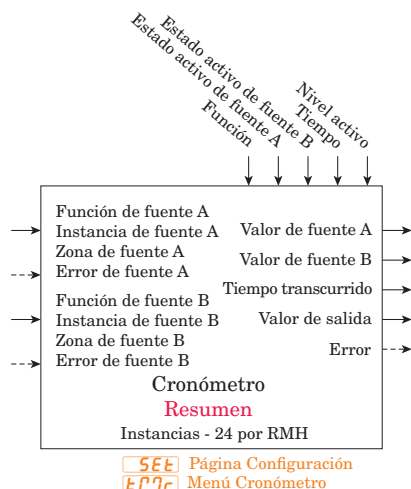 Función
Estado activo de fuente A
Estado activo de fuente B
Tiempo
Nivel activo
Función de fuente A
Instancia de fuente A
Zona de fuente A
Error de fuente A
Función de fuente B
Instancia de fuente B
Zona de fuente B
Error de fuente B
Valor de fuente A
Valor de fuente B
Tiempo transcurrido
Valor de salida
Error
Cronómetro
Resumen
Instancias - 24 por RMH
SEt Página Configuración
tMr Menú Cronómetro